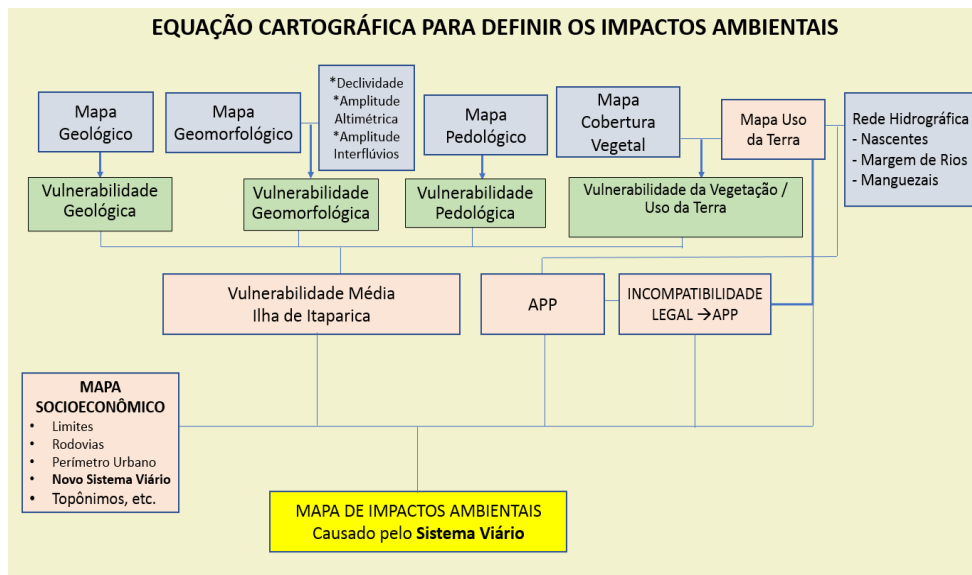 EQUAÇÃO CARTOGRÁFICA PARA DEFINIR OS IMPACTOS AMBIENTAIS
Mapa
Geológico
Mapa
Geomorfológico
*Declividade
*Amplitude
Altimétrica
*Amplitude
Interflúvios
Mapa
Pedológico
Mapa
Cobertura
Vegetal
Mapa Uso
da Terra
Rede Hidrográfica
- Nascentes
- Margem de Rios
- Manguezais
Vulnerabilidade
Geológica
Vulnerabilidade
Geomorfológica
Vulnerabilidade
Pedológica
Vulnerabilidade da Vegetação /
Uso da Terra
Vulnerabilidade Média
Ilha de Itaparica
APP
INCOMPATIBILIDADE
LEGAL →APP
MAPA
SOCIOECONÔMICO
• Limites
• Rodovias
• Perímetro Urbano
• Novo Sistema Viário
• Topônimos, etc.
MAPA DE IMPACTOS AMBIENTAIS
Causado pelo Sistema Viário